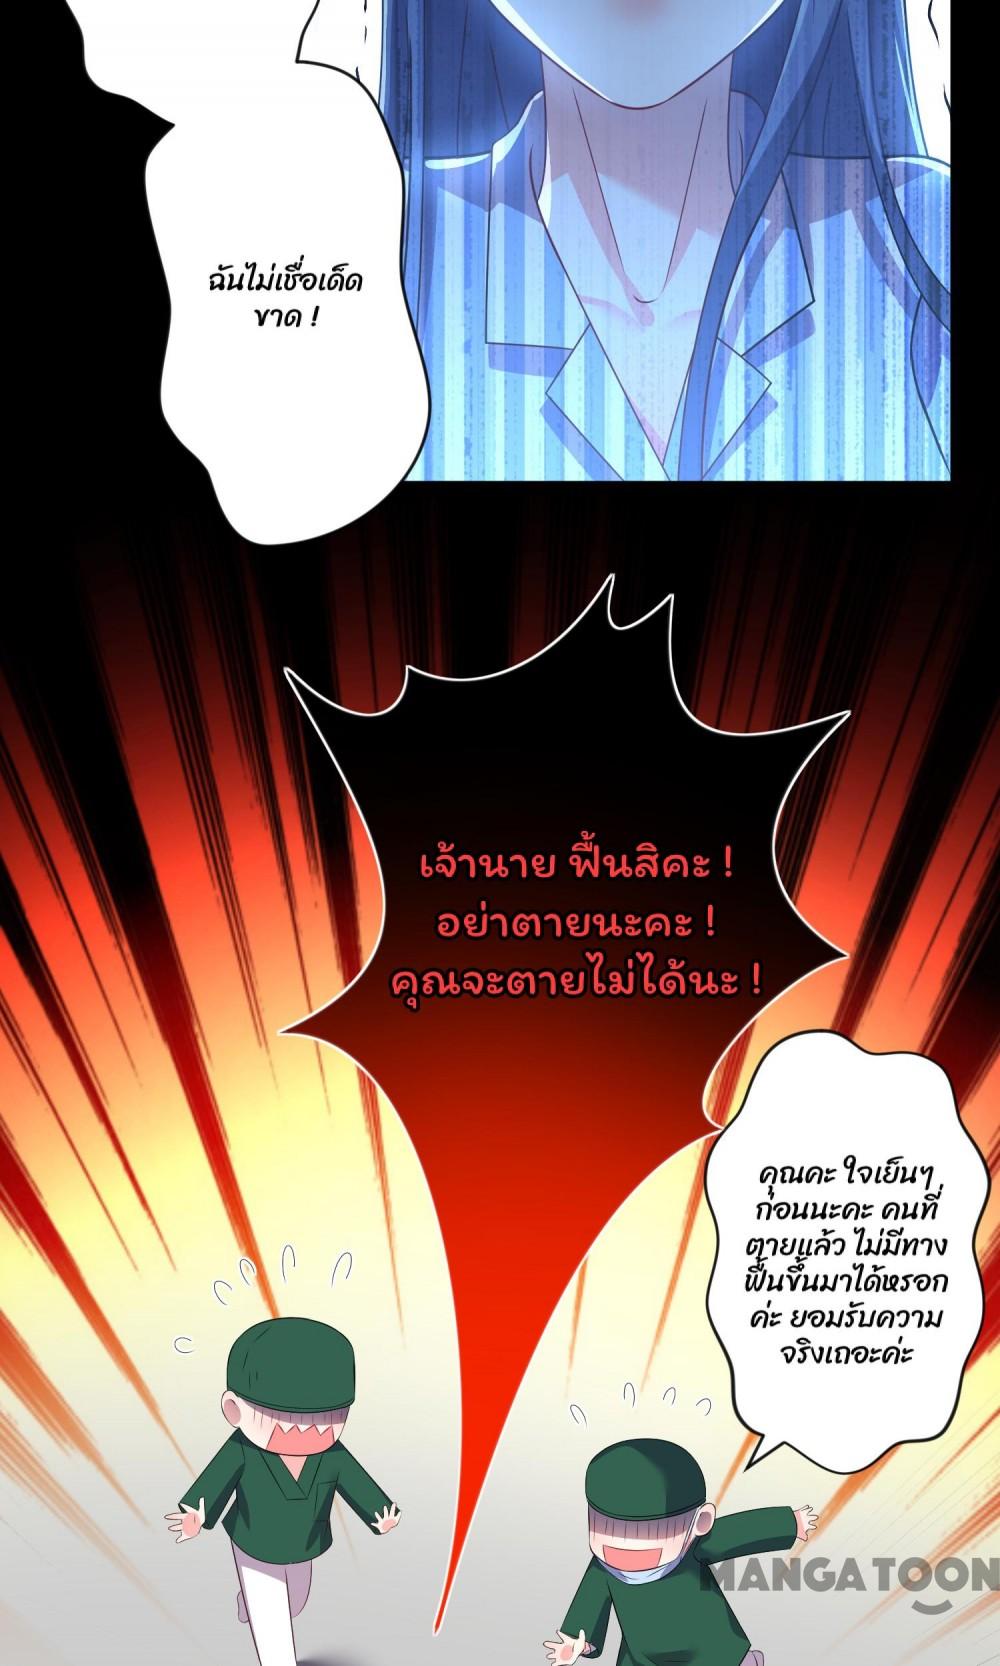 ฉันไม่เชื่อเด็ด
ขาด !
เจ้านาย ฟื้นสิคะ !
อย่าตายนะคะ !
คุณจะตายไม่ได้นะ !
คุณคะ ใจเย็นๆ
ก่อนนะคะ คนที่
ตายแล้ว ไม่มีทาง
ฟื้นขึ้นมาได้หรอก
ค่ะ ยอมรับความ
จริงเถอะค่ะ
MANGATOON